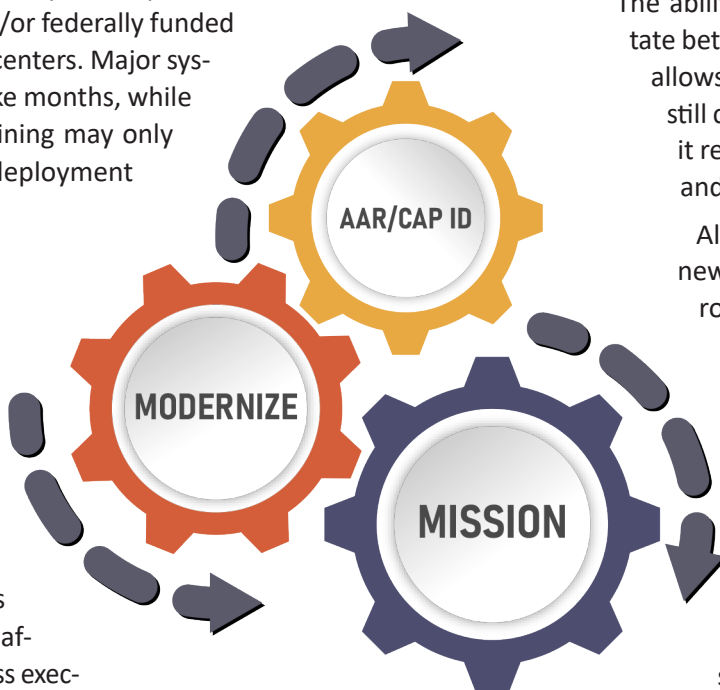 /or federally funded
centers. Major sys-
ke months, while
ining may only
deployment
s
af-
ss exec-
AAR/CAP ID
MODERNIZE
MISSION
The abili
tate bet
allows
still c
it re
and
Al
new
ro
s